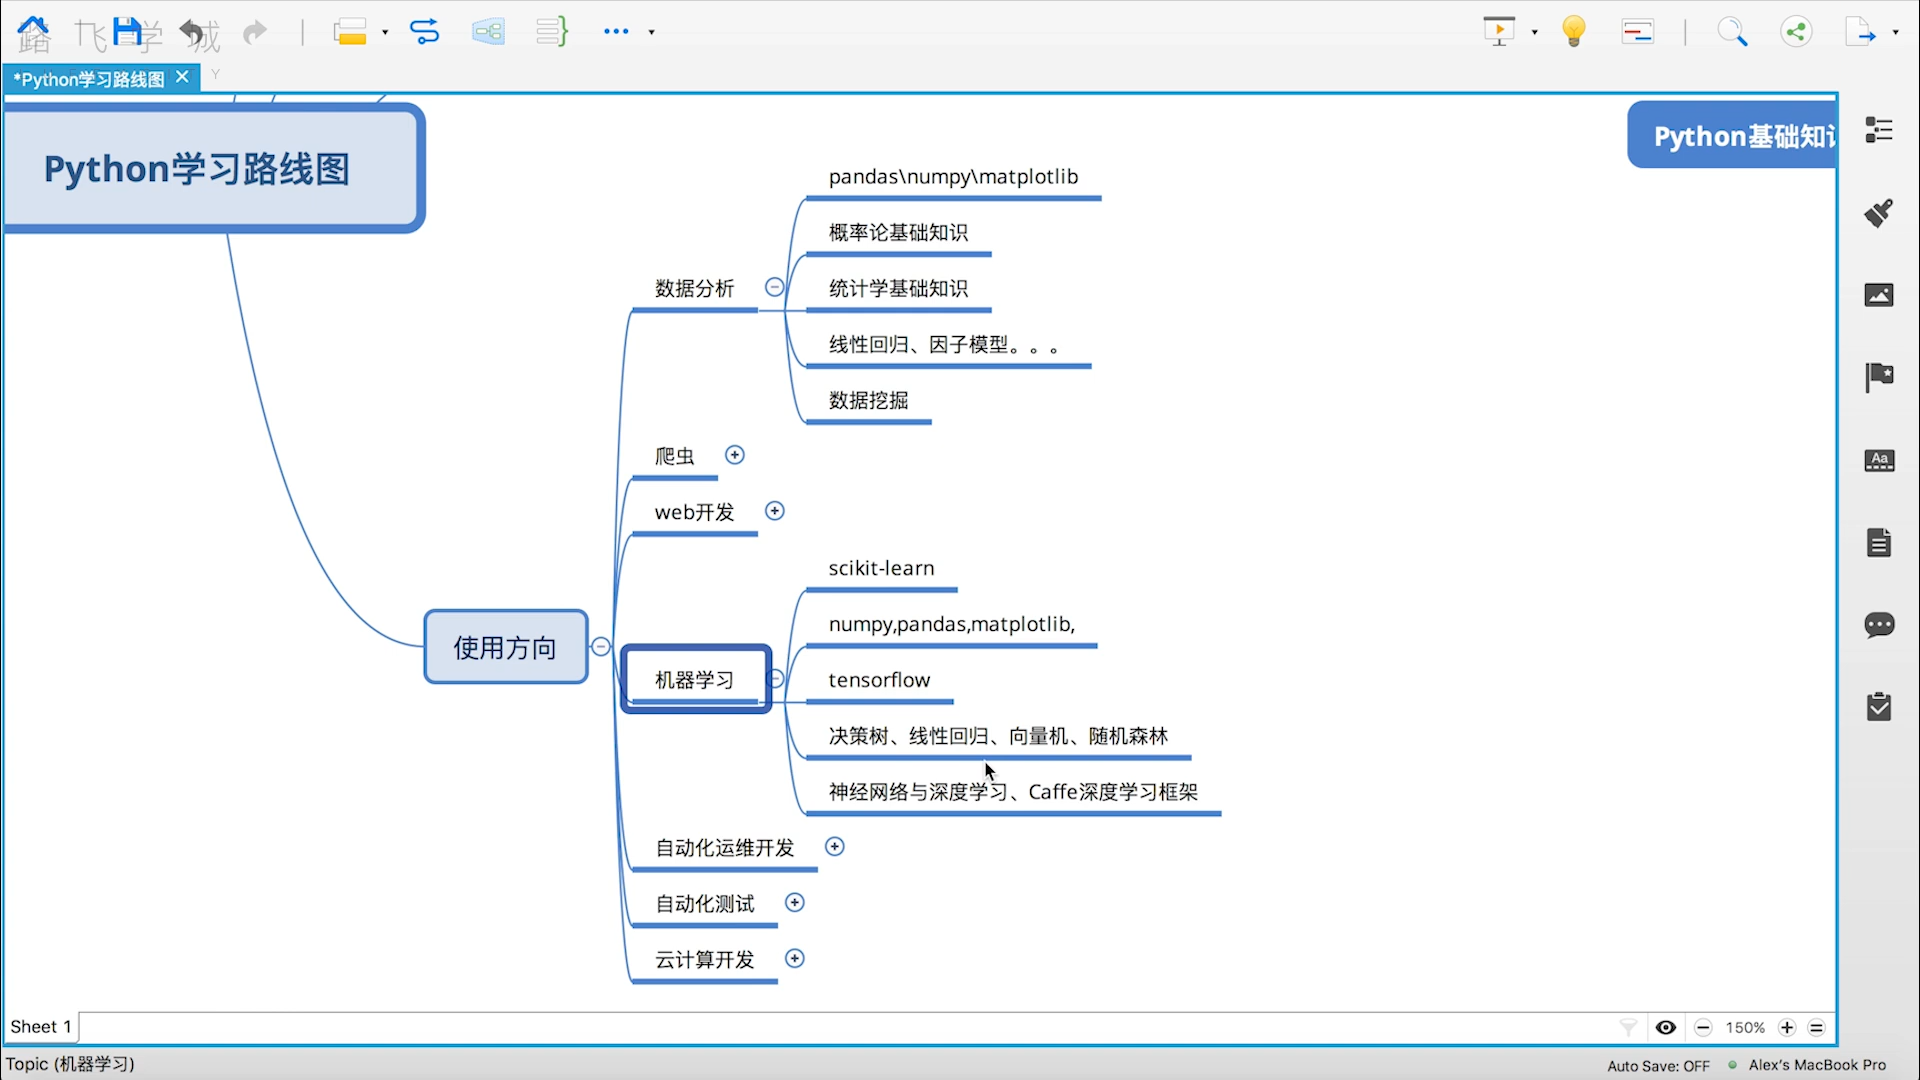 路飞学城
*Python学习路线图
Y
Python学习路线图
Python基础知
pandas\numpy\matplotlib
概率论基础知识
数据分析
统计学基础知识
线性回归、因子模型。。。
数据挖掘
爬虫
web开发
scikit-learn
numpy,pandas,matplotlib,
使用方向
机器学习
tensorflow
决策树、线性回归、向量机、随机森林
神经网络与深度学习、Caffe深度学习框架
自动化运维开发
自动化测试
云计算开发
Aa
Sheet 1
150%
Topic (机器学习)
Auto Save: OFF
Alex's MacBook Pro